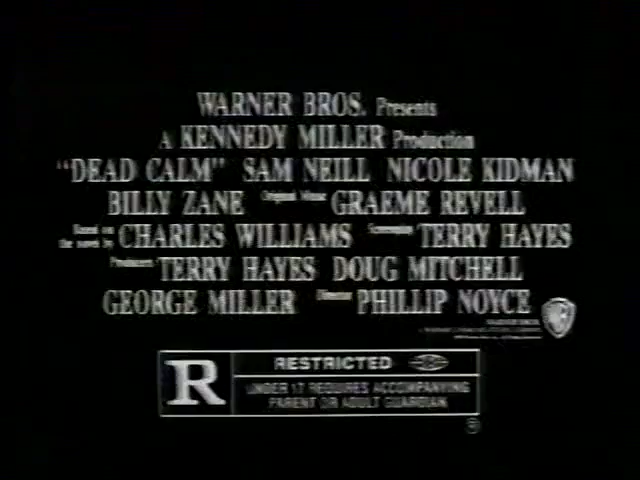 WARNER BROS. Presents
A KENNEDY MILLER Production
"DEAD CALM" SAM NEILL NICOLE KIDMAN
BILLY ZANE Original Music GRAEME REVELL
Based on the novel by CHARLES WILLIAMS Screenplay TERRY HAYES
Producers TERRY HAYES DOUG MITCHELL
GEORGE MILLER Director PHILLIP NOYCE
R RESTRICTED
UNDER 17 REQUIRES ACCOMPANYING
PARENT OR ADULT GUARDIAN